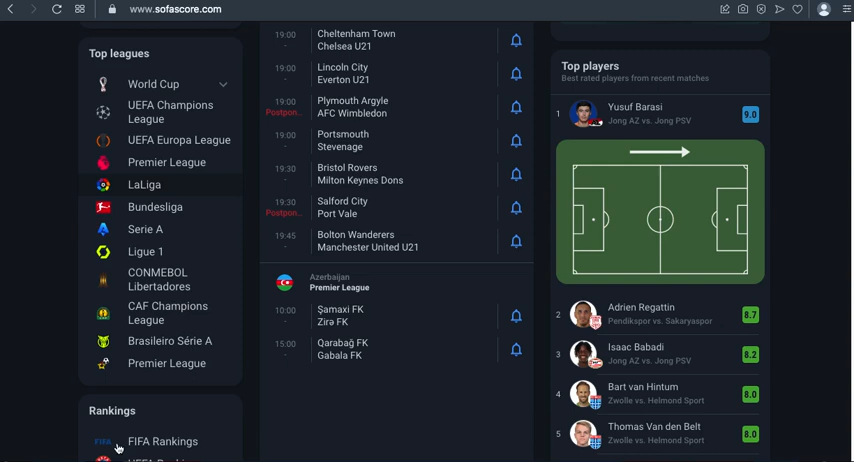 www.sofascore.com
Top leagues
World Cup
UEFA Champions
League
UEFA Europa League
Premier League
LaLiga
Bundesliga
Serie A
Ligue 1
CONMEBOL
Libertadores
CAF Champions
League
Brasileiro Série A
Premier League
Rankings
FIFA FIFA Rankings
19:00 Cheltenham Town
- Chelsea U21
19:00 Lincoln City
- Everton U21
19:00 Plymouth Argyle
Postpon... AFC Wimbledon
19:00 Portsmouth
- Stevenage
19:30 Bristol Rovers
- Milton Keynes Dons
19:30 Salford City
Postpon... Port Vale
19:45 Bolton Wanderers
- Manchester United U21
Azerbaijan
Premier League
10:00 Şamaxi FK
- Zirə FK
15:00 Qarabağ FK
- Gabala FK
Top players
Best rated players from recent matches
1 Yusuf Barasi 9.0
Jong AZ vs. Jong PSV
2 Adrien Regattin 8.7
Pendikspor vs. Sakaryaspor
3 Isaac Babadi 8.2
Jong AZ vs. Jong PSV
4 Bart van Hintum 8.0
Zwolle vs. Helmond Sport
5 Thomas Van den Belt 8.0
Zwolle vs. Helmond Sport